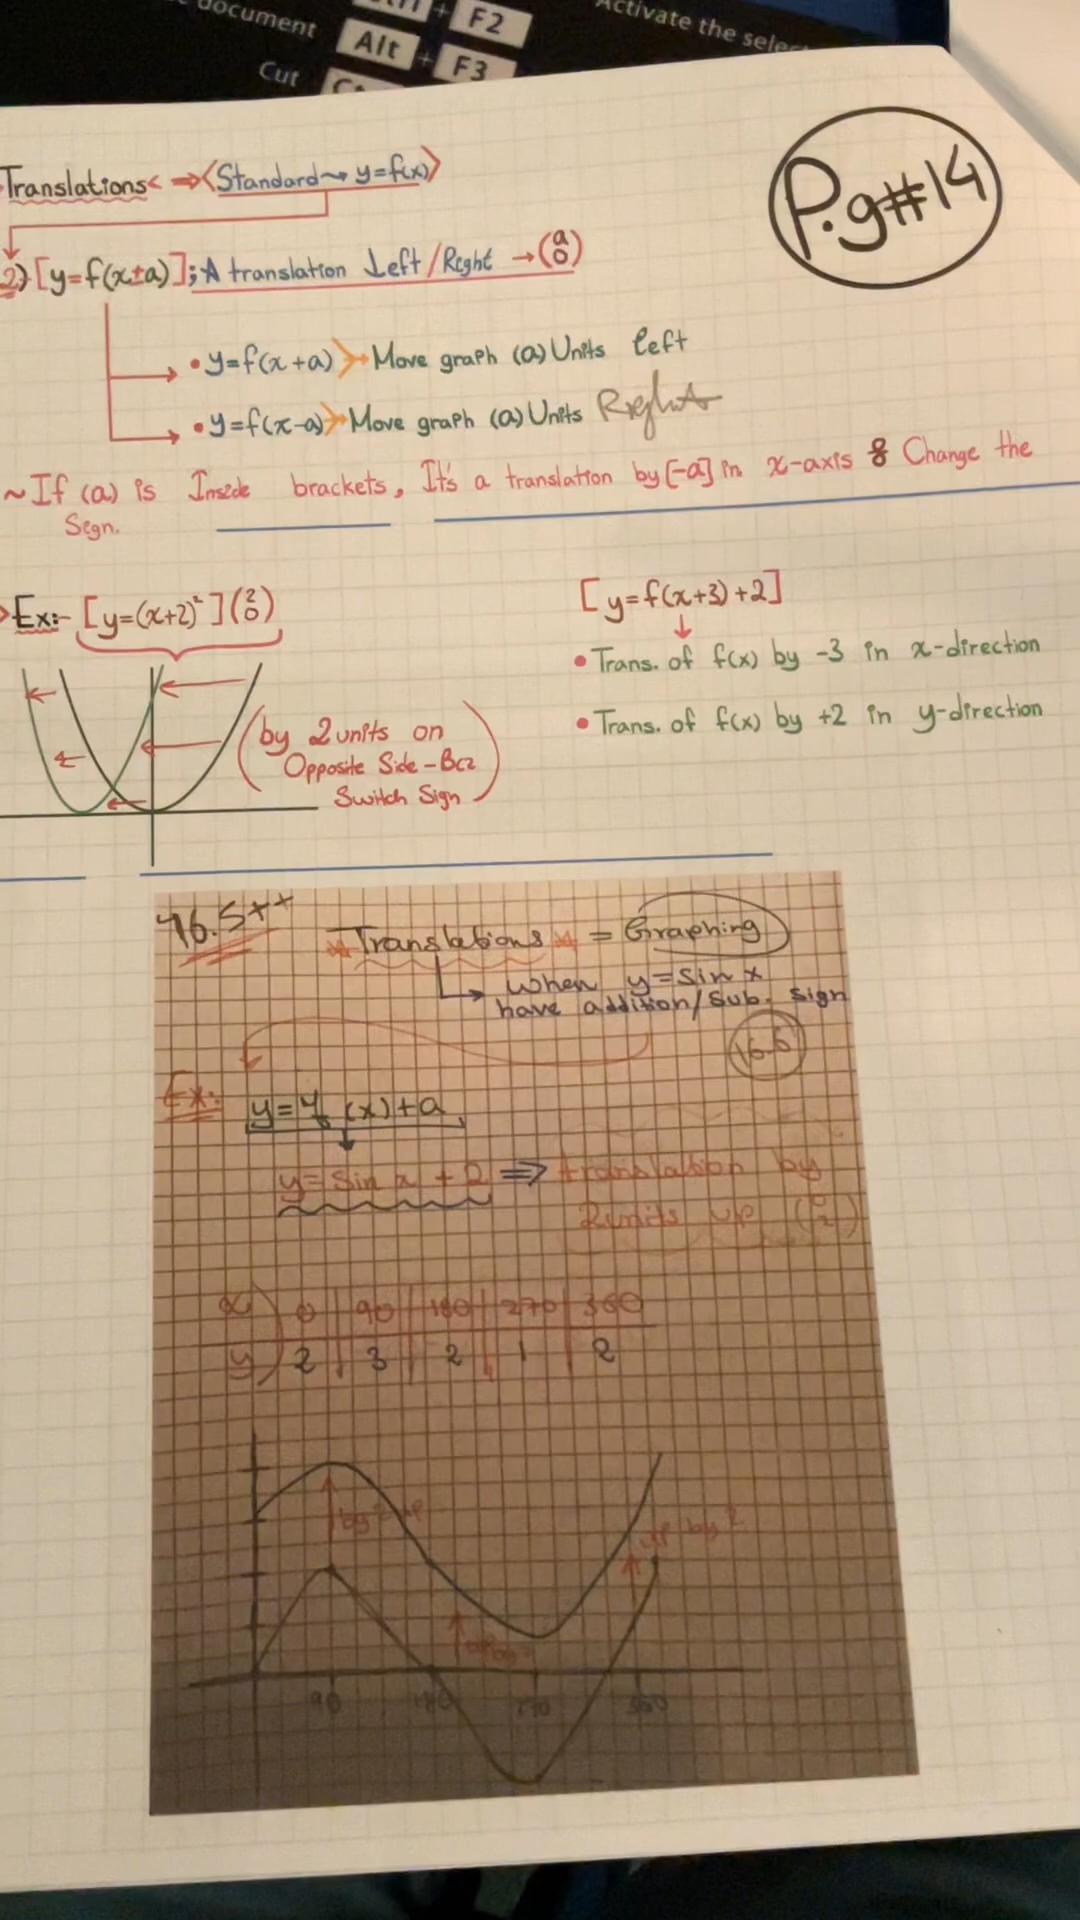 Document
Alt + F2
F3
Cut
Activate the selec
P.g#14
Translations < ⇒ <Standard → y=f(x)>
2) [y=f(x±a)]; A translation Left/Right → (a 0)
• y=f(x+a) > Move graph (a) Units left
• y=f(x-a) > Move graph (a) Units Right
~ If (a) is Inside brackets, It's a translation by [-a] in x-axis & Change the
Sign.
Ex:- [y=(x+2)²] (2 0)
(by 2 units on
Opposite Side - Bcz
Switch Sign)
[y=f(x+3)+2]
• Trans. of f(x) by -3 in x-direction
• Trans. of f(x) by +2 in y-direction
16.5++
Translations = Graphing
when y=sin x
have addition/sub. sign
16.6
Ex:
(x)+a
y=sin x + 2 ⇒ translation by
2units up
x 0 90 180 270 360
y 2 3 2 1 2
up by 2
90 180 270 360